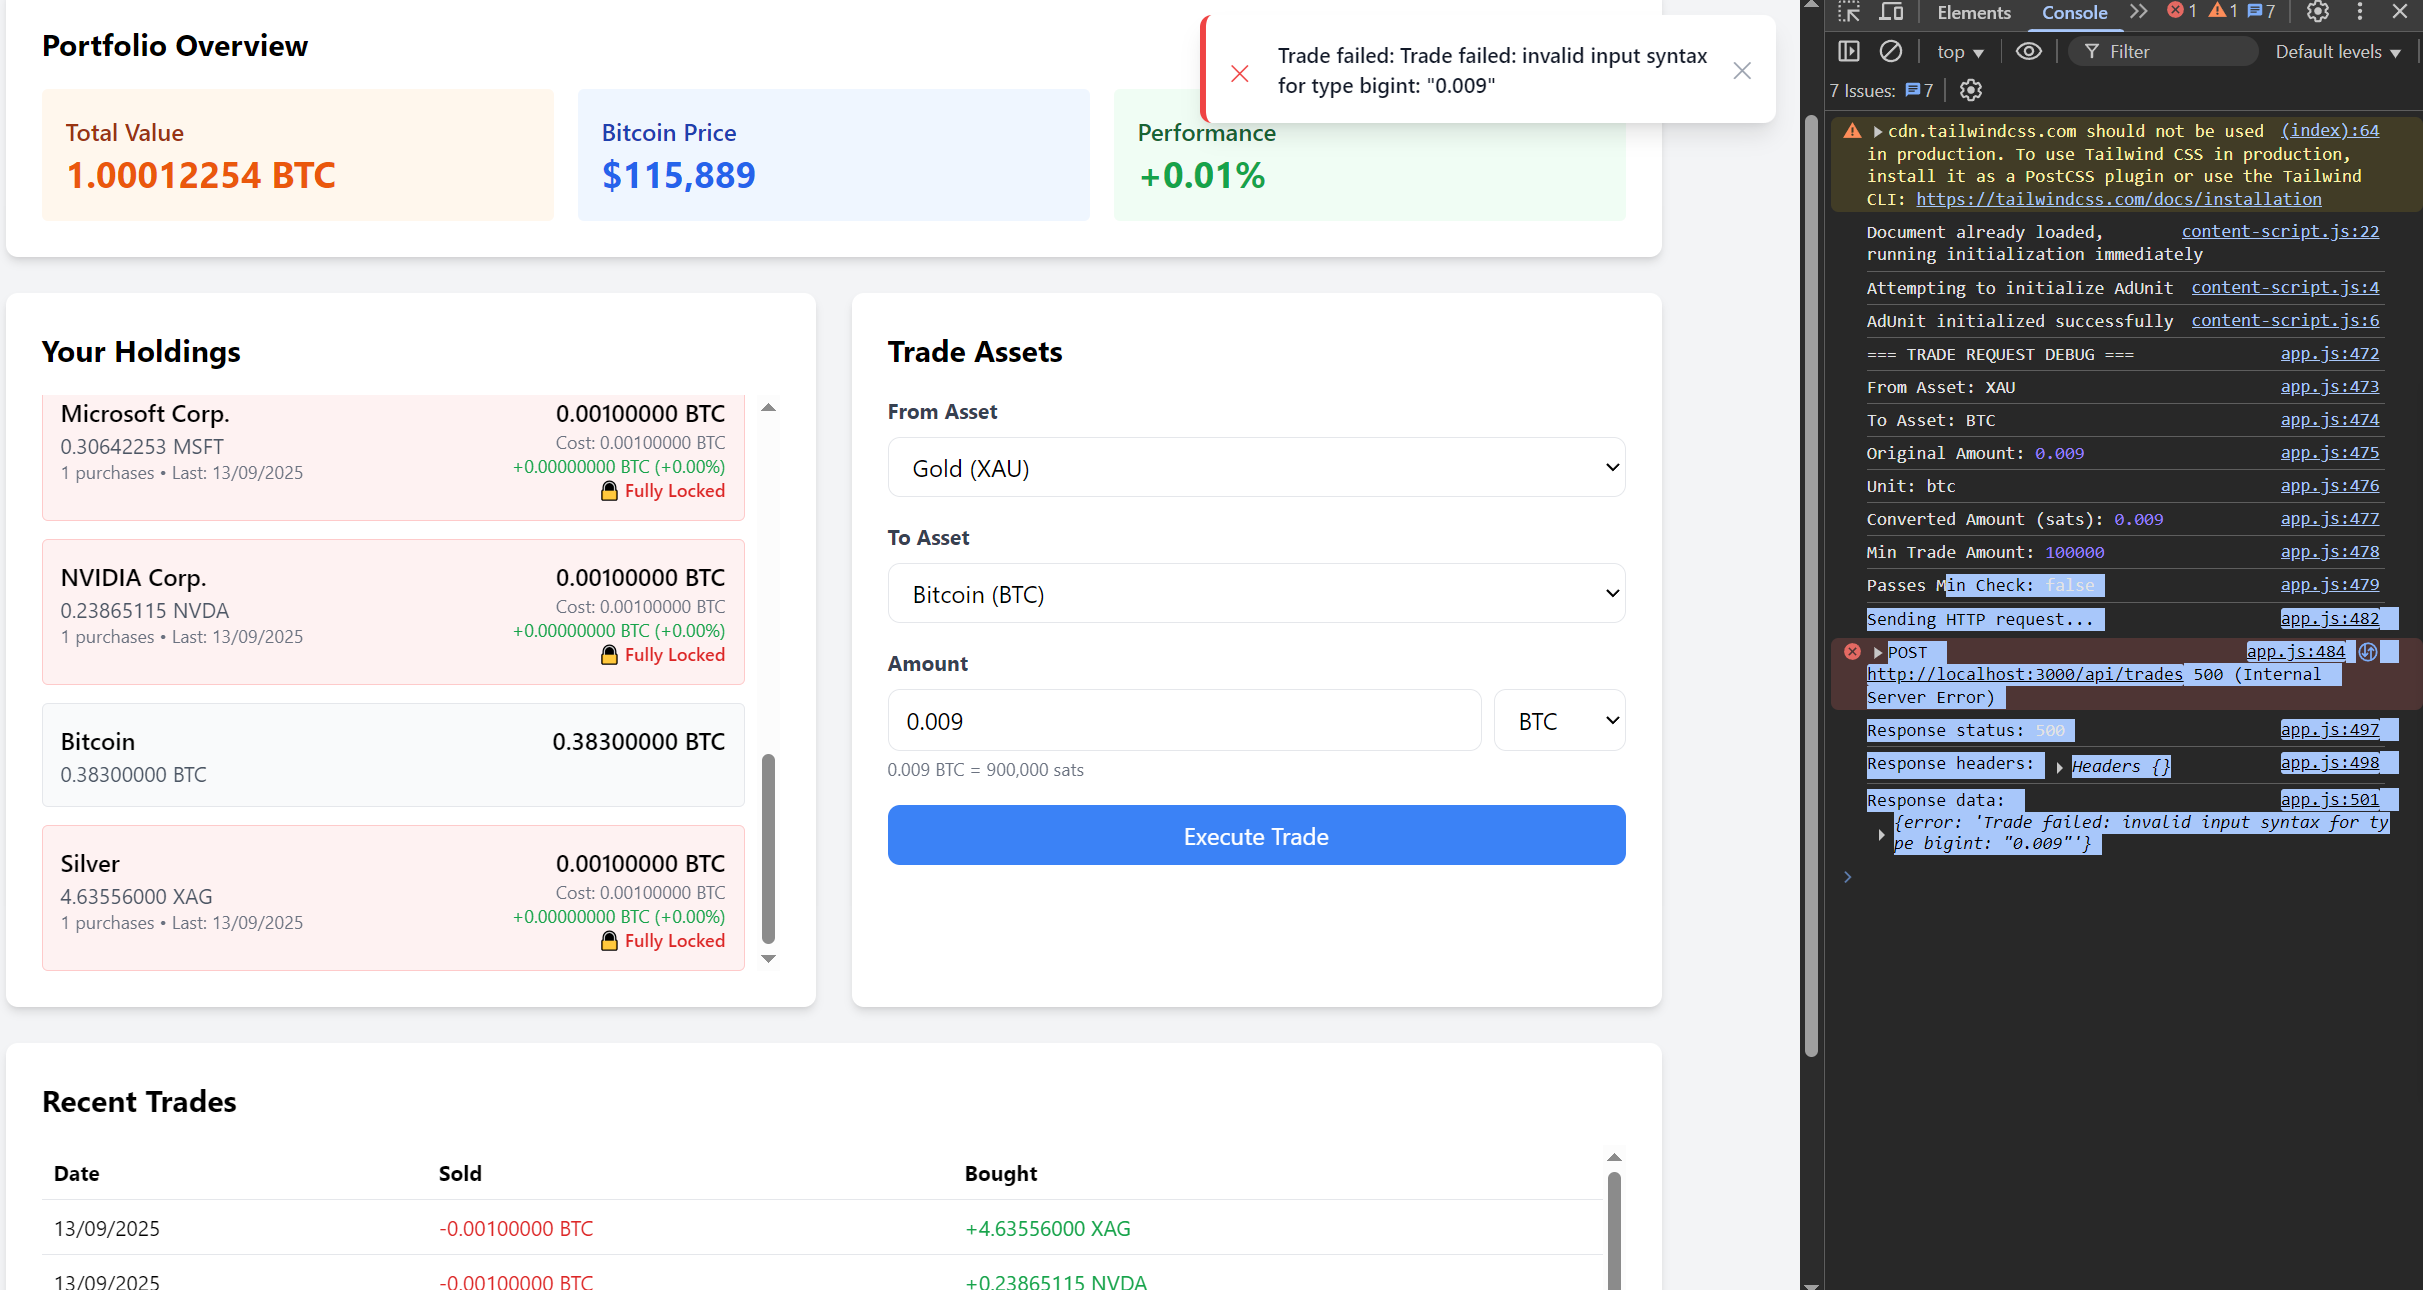 Portfolio Overview
Trade failed: Trade failed: invalid input syntax
for type bigint: "0.009"
Total Value
1.00012254 BTC
Bitcoin Price
$115,889
Performance
+0.01%
Your Holdings
Microsoft Corp.
0.00100000 BTC
0.30642253 MSFT
Cost: 0.00100000 BTC
1 purchases • Last: 13/09/2025
+0.00000000 BTC (+0.00%)
🔒 Fully Locked
NVIDIA Corp.
0.00100000 BTC
0.23865115 NVDA
Cost: 0.00100000 BTC
1 purchases • Last: 13/09/2025
+0.00000000 BTC (+0.00%)
🔒 Fully Locked
Bitcoin
0.38300000 BTC
0.38300000 BTC
Silver
0.00100000 BTC
4.63556000 XAG
Cost: 0.00100000 BTC
1 purchases • Last: 13/09/2025
+0.00000000 BTC (+0.00%)
🔒 Fully Locked
Trade Assets
From Asset
Gold (XAU)
To Asset
Bitcoin (BTC)
Amount
0.009
BTC
0.009 BTC = 900,000 sats
Execute Trade
Recent Trades
Date Sold Bought
13/09/2025 -0.00100000 BTC +4.63556000 XAG
13/09/2025 -0.00100000 BTC +0.23865115 NVDA
Elements Console 1 1 7
top Filter Default levels
7 Issues: 7
cdn.tailwindcss.com should not be used (index):64
in production. To use Tailwind CSS in production,
install it as a PostCSS plugin or use the Tailwind
CLI: https://tailwindcss.com/docs/installation
Document already loaded, content-script.js:22
running initialization immediately
Attempting to initialize AdUnit content-script.js:4
AdUnit initialized successfully content-script.js:6
=== TRADE REQUEST DEBUG === app.js:472
From Asset: XAU app.js:473
To Asset: BTC app.js:474
Original Amount: 0.009 app.js:475
Unit: btc app.js:476
Converted Amount (sats): 0.009 app.js:477
Min Trade Amount: 100000 app.js:478
Passes Min Check: false app.js:479
Sending HTTP request... app.js:482
POST app.js:484
http://localhost:3000/api/trades 500 (Internal
Server Error)
Response status: 500 app.js:497
Response headers: Headers {} app.js:498
Response data: app.js:501
{error: 'Trade failed: invalid input syntax for ty
pe bigint: "0.009"'}